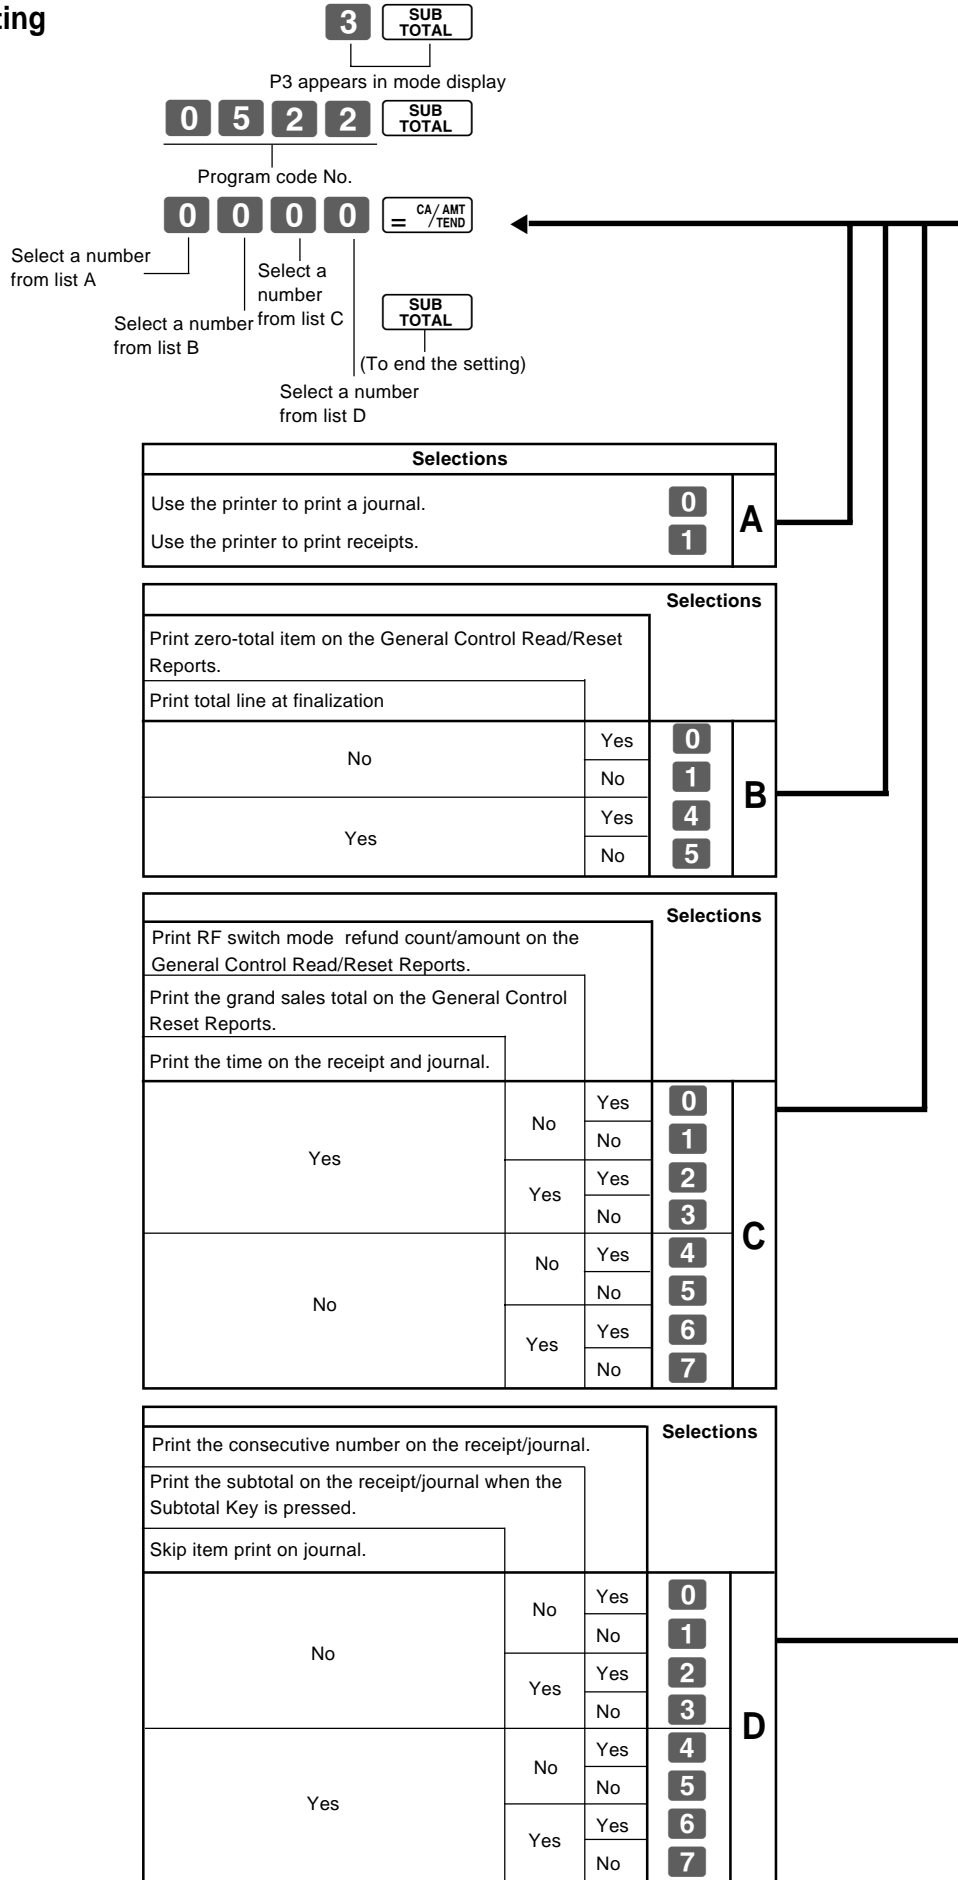 ting
3 SUB TOTAL
P3 appears in mode display
0 5 2 2 SUB TOTAL
Program code No.
0 0 0 0 = CA/AMT /TEND
Select a number
from list A
Select a
number
from list C
Select a number
from list B
SUB TOTAL
(To end the setting)
Select a number
from list D
Selections
Use the printer to print a journal. 0
Use the printer to print receipts. 1
A
Selections
Print zero-total item on the General Control Read/Reset
Reports.
Print total line at finalization
No Yes 0
No 1
Yes Yes 4
No 5
B
Selections
Print RF switch mode refund count/amount on the
General Control Read/Reset Reports.
Print the grand sales total on the General Control
Reset Reports.
Print the time on the receipt and journal.
Yes No Yes 0
No 1
Yes Yes 2
No 3
No No Yes 4
No 5
Yes Yes 6
No 7
C
Selections
Print the consecutive number on the receipt/journal.
Print the subtotal on the receipt/journal when the
Subtotal Key is pressed.
Skip item print on journal.
No No Yes 0
No 1
Yes Yes 2
No 3
Yes No Yes 4
No 5
Yes Yes 6
No 7
D